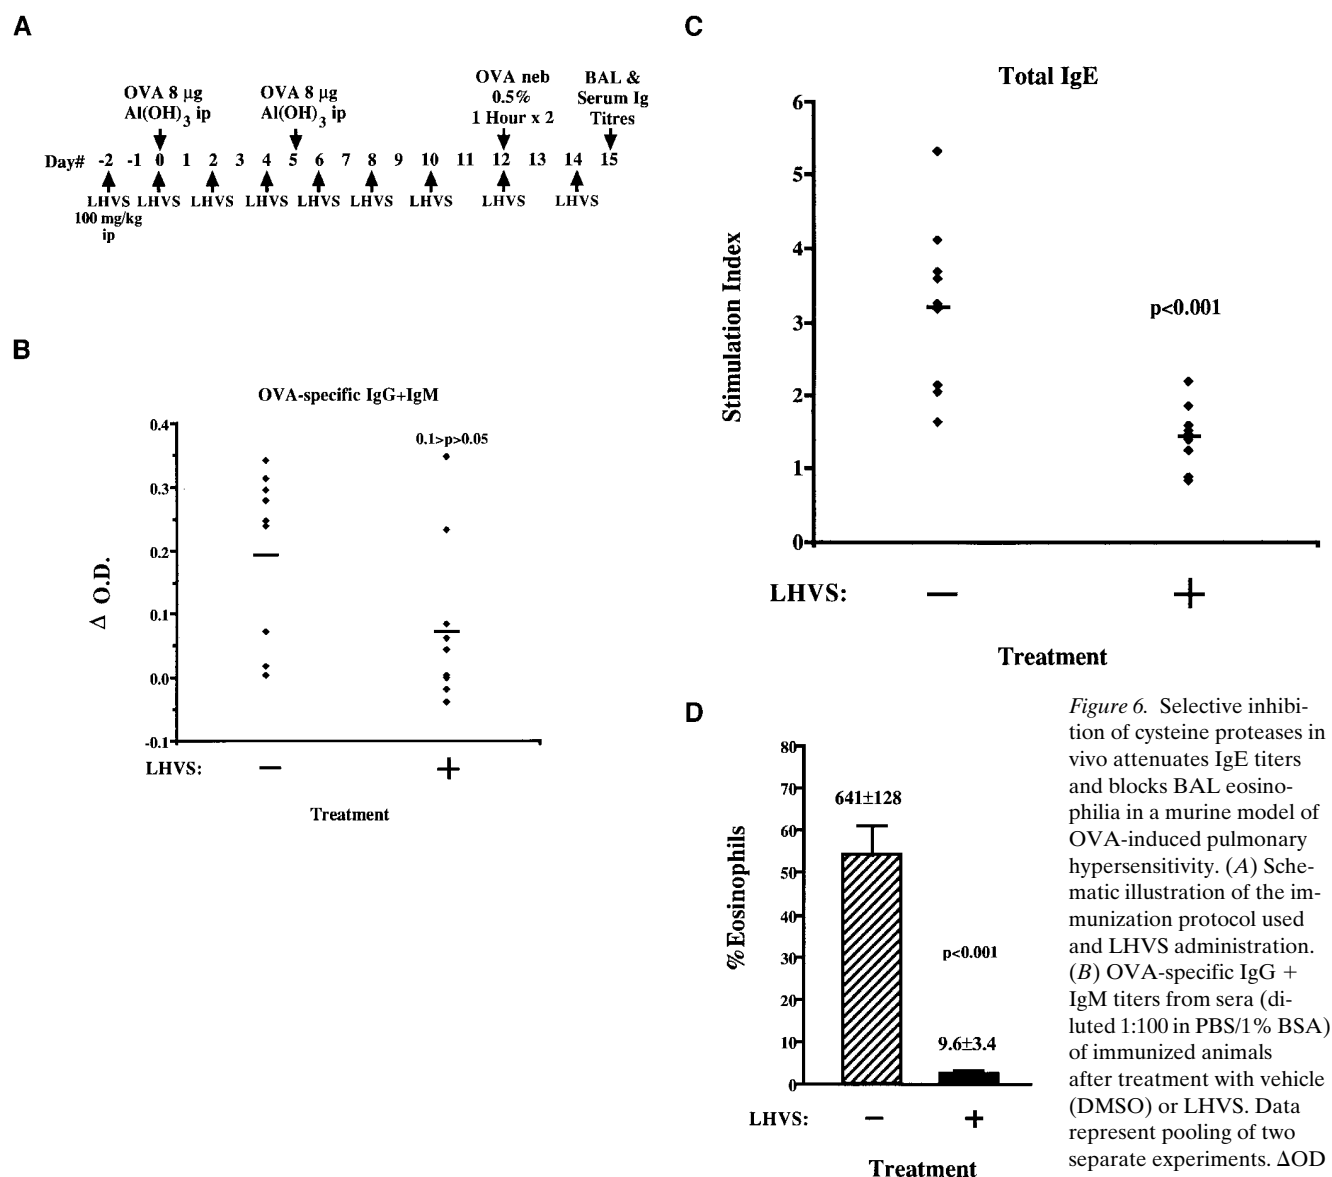 A
OVA 8 µg
Al(OH)3 ip
OVA 8 µg
Al(OH)3 ip
OVA neb
0.5%
1 Hour x 2
BAL &
Serum Ig
Titres
Day# -2 -1 0 1 2 3 4 5 6 7 8 9 10 11 12 13 14 15
LHVS LHVS LHVS LHVS LHVS LHVS LHVS LHVS LHVS
100 mg/kg
ip
B
OVA-specific IgG+IgM
0.1>p>0.05
0.4
0.3
0.2
0.1
0.0
-0.1
Δ O.D.
LHVS: — +
Treatment
C
Total IgE
6
5
4
3
2
1
0
Stimulation Index
p<0.001
LHVS: — +
Treatment
D
80
70
60
50
40
30
20
10
0
%Eosinophils
641±128
p<0.001
9.6±3.4
LHVS: — +
Treatment
Figure 6. Selective inhibi-
tion of cysteine proteases in
vivo attenuates IgE titers
and blocks BAL eosino-
philia in a murine model of
OVA-induced pulmonary
hypersensitivity. (A) Sche-
matic illustration of the im-
munization protocol used
and LHVS administration.
(B) OVA-specific IgG +
IgM titers from sera (di-
luted 1:100 in PBS/1% BSA)
of immunized animals
after treatment with vehicle
(DMSO) or LHVS. Data
represent pooling of two
separate experiments. ΔOD